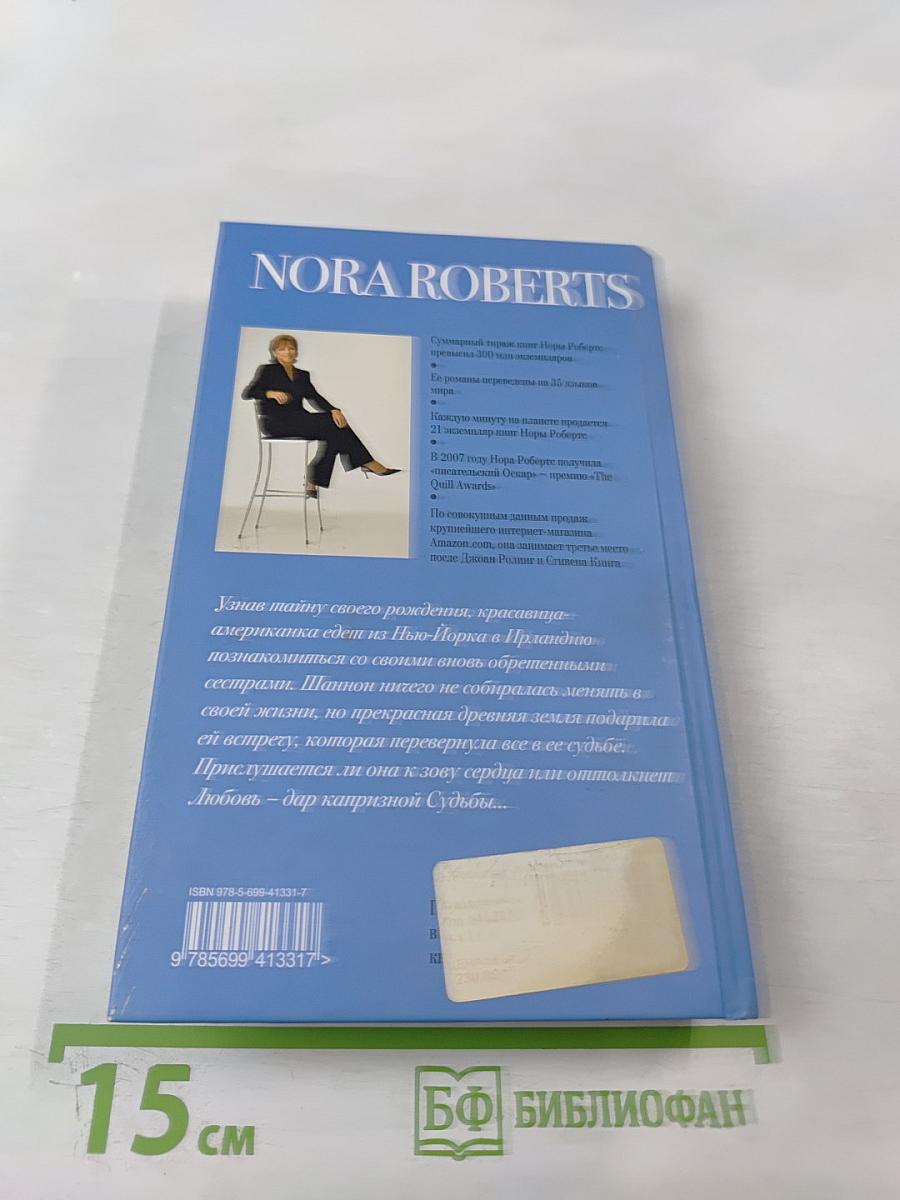 NORA ROBERTS
Суммарный тираж книг Норы Робертс
превысил 300 млн экземпляров
Ее романы переведены на 35 языков
мира
Каждую минуту на планете продается
21 экземпляр книг Норы Робертс
В 2007 году Нора Робертс получила
«писательский Оскар» – премию «The
Quill Awards»
По совокупным данным продаж
крупнейшего интернет-магазина
Amazon.com, она занимает третье место
после Джоан Ролинг и Стивена Кинга
Узнав тайну своего рождения, красавица-
американка едет из Нью-Йорка в Ирландию
познакомиться со своими вновь обретенными
сестрами. Шаннон ничего не собиралась менять в
своей жизни, но прекрасная древняя земля подарила
ей встречу, которая перевернула все в ее судьбе.
Прислушается ли она к зову сердца или оттолкнет
Любовь – дар капризной Судьбы...
ISBN 978-5-699-41331-7
9 785699 413317 >
15 см
БФ БИБЛИОФАН